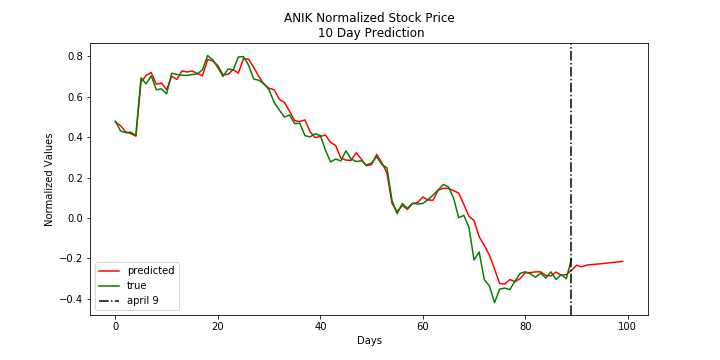 ANIK Normalized Stock Price
10 Day Prediction
Normalized Values
0.8
0.6
0.4
0.2
0.0
−0.2
−0.4
predicted
true
april 9
0 20 40 60 80 100
Days